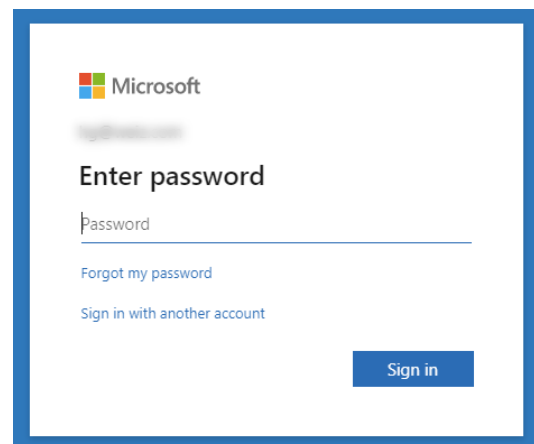 Microsoft
Enter password
Password
Forgot my password
Sign in with another account
Sign in